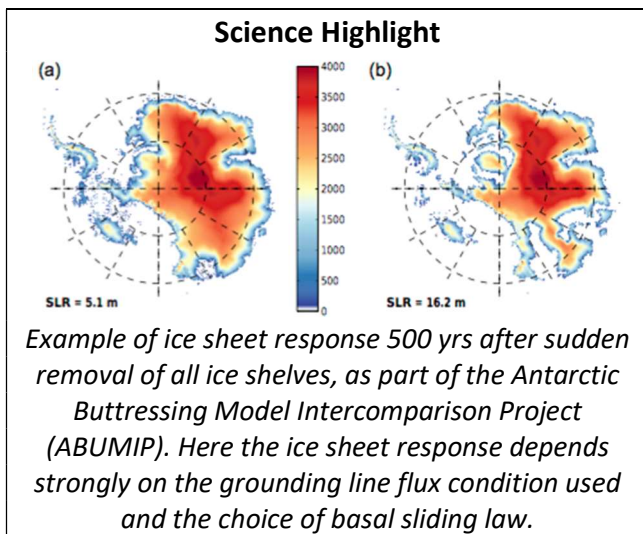 Science Highlight
(a)
(b)
4000
3500
3000
2500
2000
1500
1000
500
0
SLR = 5.1 m
SLR = 16.2 m
Example of ice sheet response 500 yrs after sudden
removal of all ice shelves, as part of the Antarctic
Buttressing Model Intercomparison Project
(ABUMIP). Here the ice sheet response depends
strongly on the grounding line flux condition used
and the choice of basal sliding law.